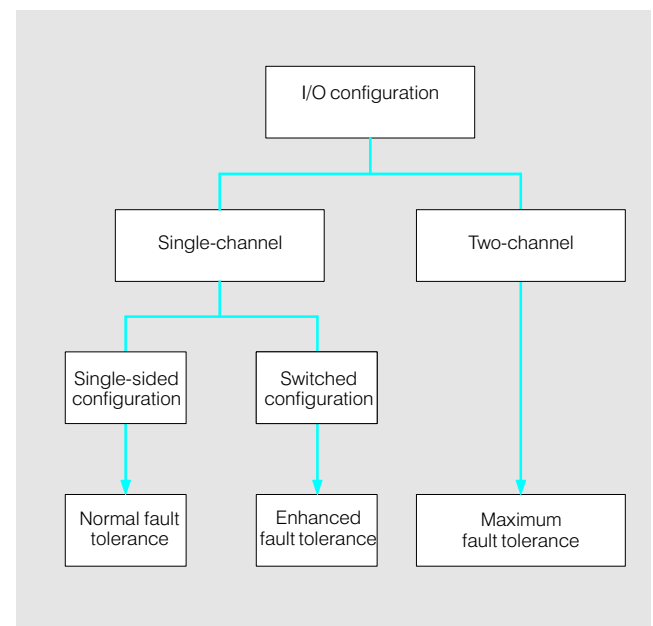 I/O configuration
Single-channel
Two-channel
Single-sided
configuration
Switched
configuration
Normal fault
tolerance
Enhanced
fault tolerance
Maximum
fault tolerance